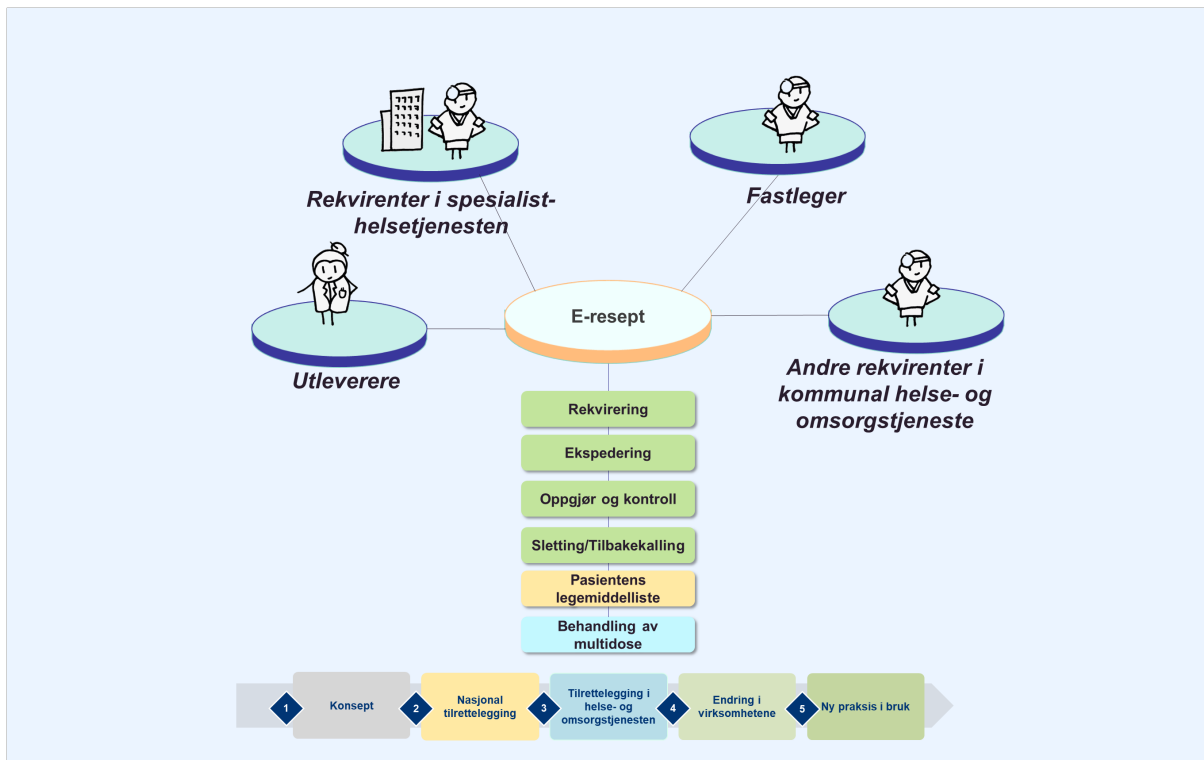 Rekvirenter i spesialist-
helsetjenesten
Fastleger
Utleverere
E-resept
Andre rekvirenter i
kommunal helse- og
omsorgstjeneste
Rekvirering
Ekspedering
Oppgjør og kontroll
Sletting/Tilbakekalling
Pasientens
legemiddelliste
Behandling av
multidose
1
Konsept
2
Nasjonal
tilrettelegging
3
Tilrettelegging i
helse- og
omsorgstjenesten
4
Endring i
virksomhetene
5
Ny praksis i bruk